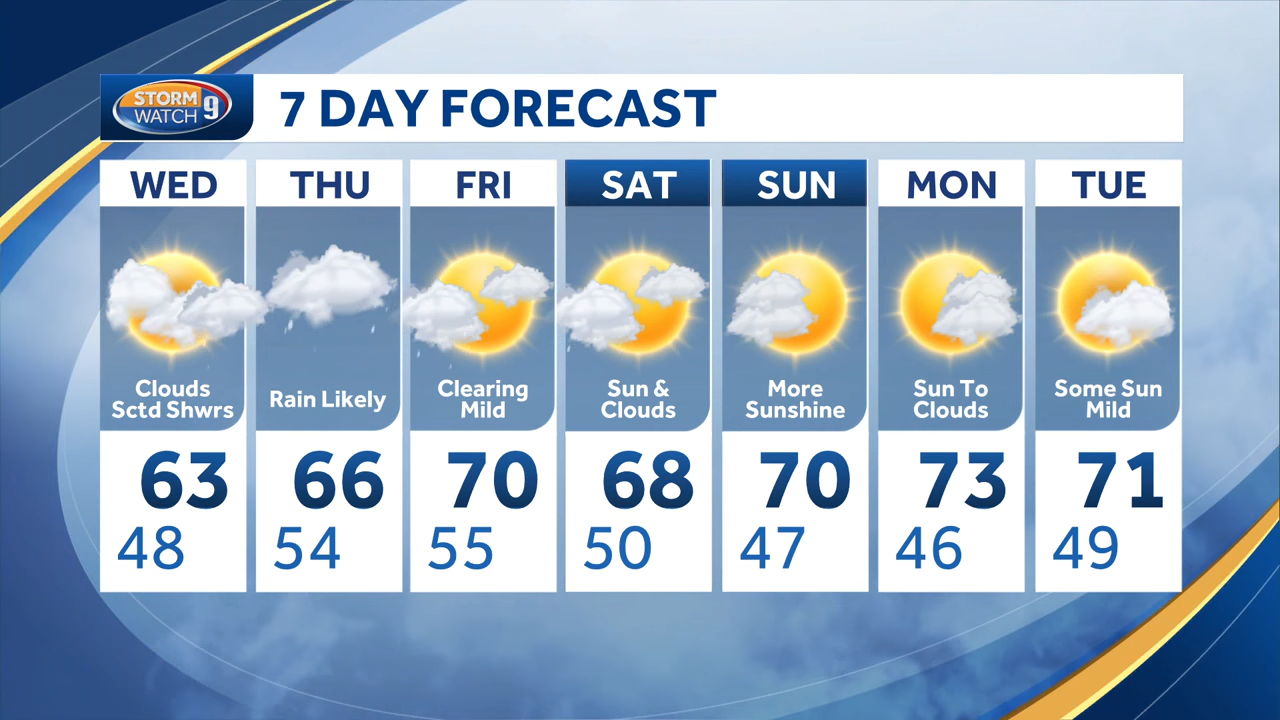 STORM
WATCH 9
7 DAY FORECAST
WED
THU
FRI
SAT
SUN
MON
TUE
Clouds
Sctd Shwrs
Rain Likely
Clearing
Mild
Sun &
Clouds
More
Sunshine
Sun To
Clouds
Some Sun
Mild
63
66
70
68
70
73
71
48
54
55
50
47
46
49